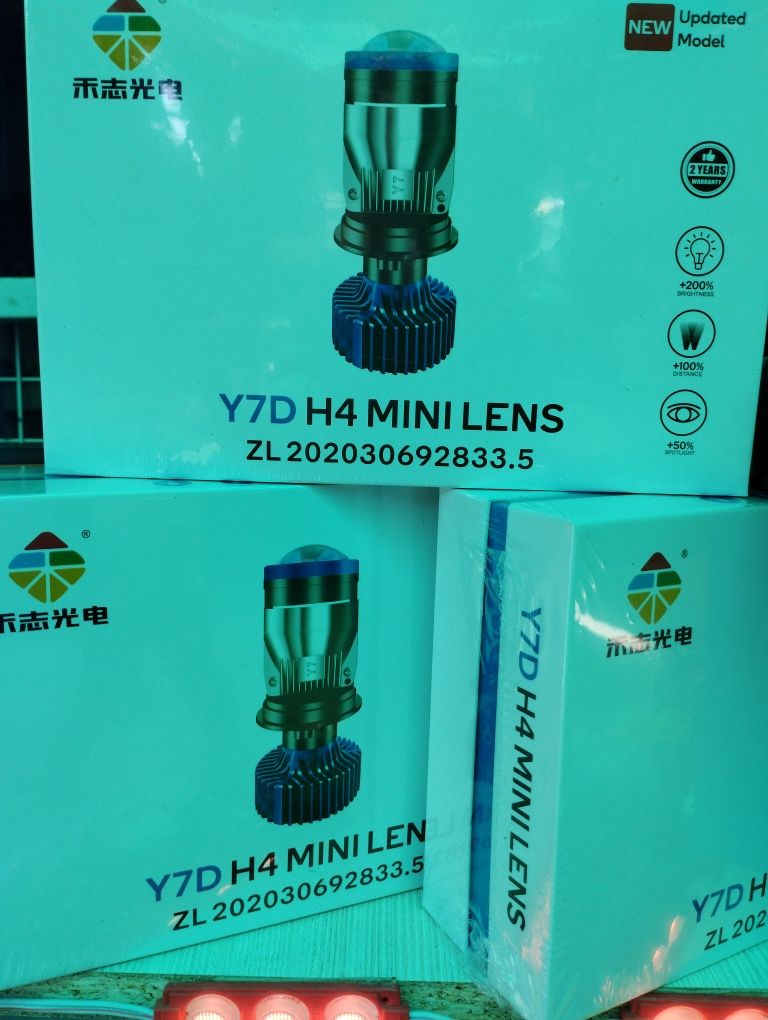 禾志光电
®
NEW Updated
Model
Y7
2 YEARS
WARRANTY
+200%
BRIGHTNESS
+100%
DISTANCE
+50%
SPOTLIGHT
Y7D H4 MINI LENS
ZL 202030692833.5
®
禾志光电
Y7
Y7D H4 MINI LEN
ZL 202030692833.5
Y7D H4 MINI LENS
®
禾志光电
Y7D H
ZL 202